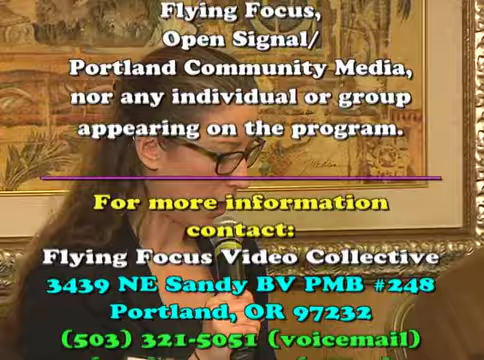 Flying Focus,
Open Signal/
Portland Community Media,
nor any individual or group
appearing on the program.
For more information
contact:
Flying Focus Video Collective
3439 NE Sandy BV PMB #248
Portland, OR 97232
(503) 321-5051 (voicemail)